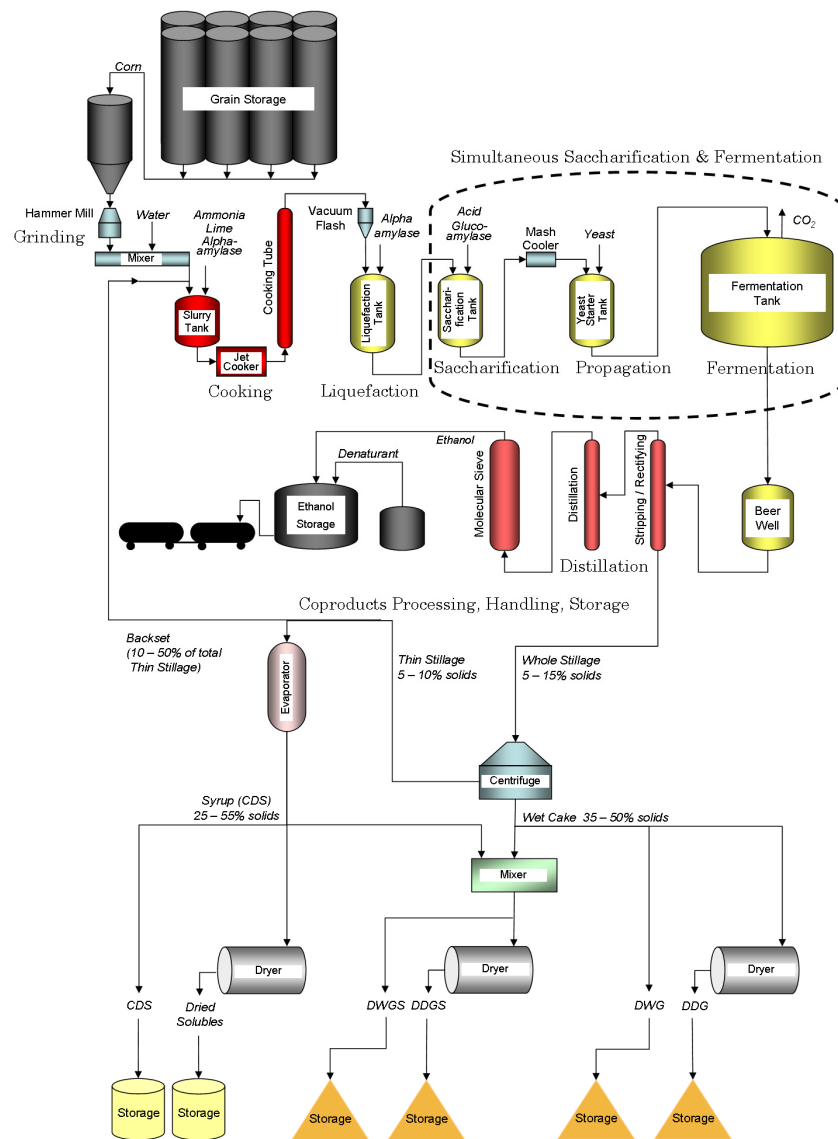 Corn
Grain Storage
Simultaneous Saccharification & Fermentation
Hammer Mill
Grinding
Water
Mixer
Ammonia
Lime
Alpha-
amylase
Slurry
Tank
Jet
Cooker
Cooking
Cooking Tube
Vacuum
Flash
Alpha
amylase
Liquefaction
Tank
Liquefaction
Acid
Gluco-
amylase
Sacchari-
fication
Tank
Saccharification
Mash
Cooler
Yeast
Yeast
Starter
Tank
Propagation
CO2
Fermentation
Tank
Fermentation
Ethanol
Denaturant
Ethanol
Storage
Molecular Sieve
Distillation
Stripping / Rectifying
Beer
Well
Distillation
Coproducts Processing, Handling, Storage
Backset
(10 – 50% of total
Thin Stillage)
Evaporator
Thin Stillage
5 – 10% solids
Whole Stillage
5 – 15% solids
Centrifuge
Syrup (CDS)
25 – 55% solids
Wet Cake 35 – 50% solids
Mixer
Dryer
Dryer
Dryer
CDS
Dried
Solubles
DWGS
DDGS
DWG
DDG
Storage
Storage
Storage
Storage
Storage
Storage